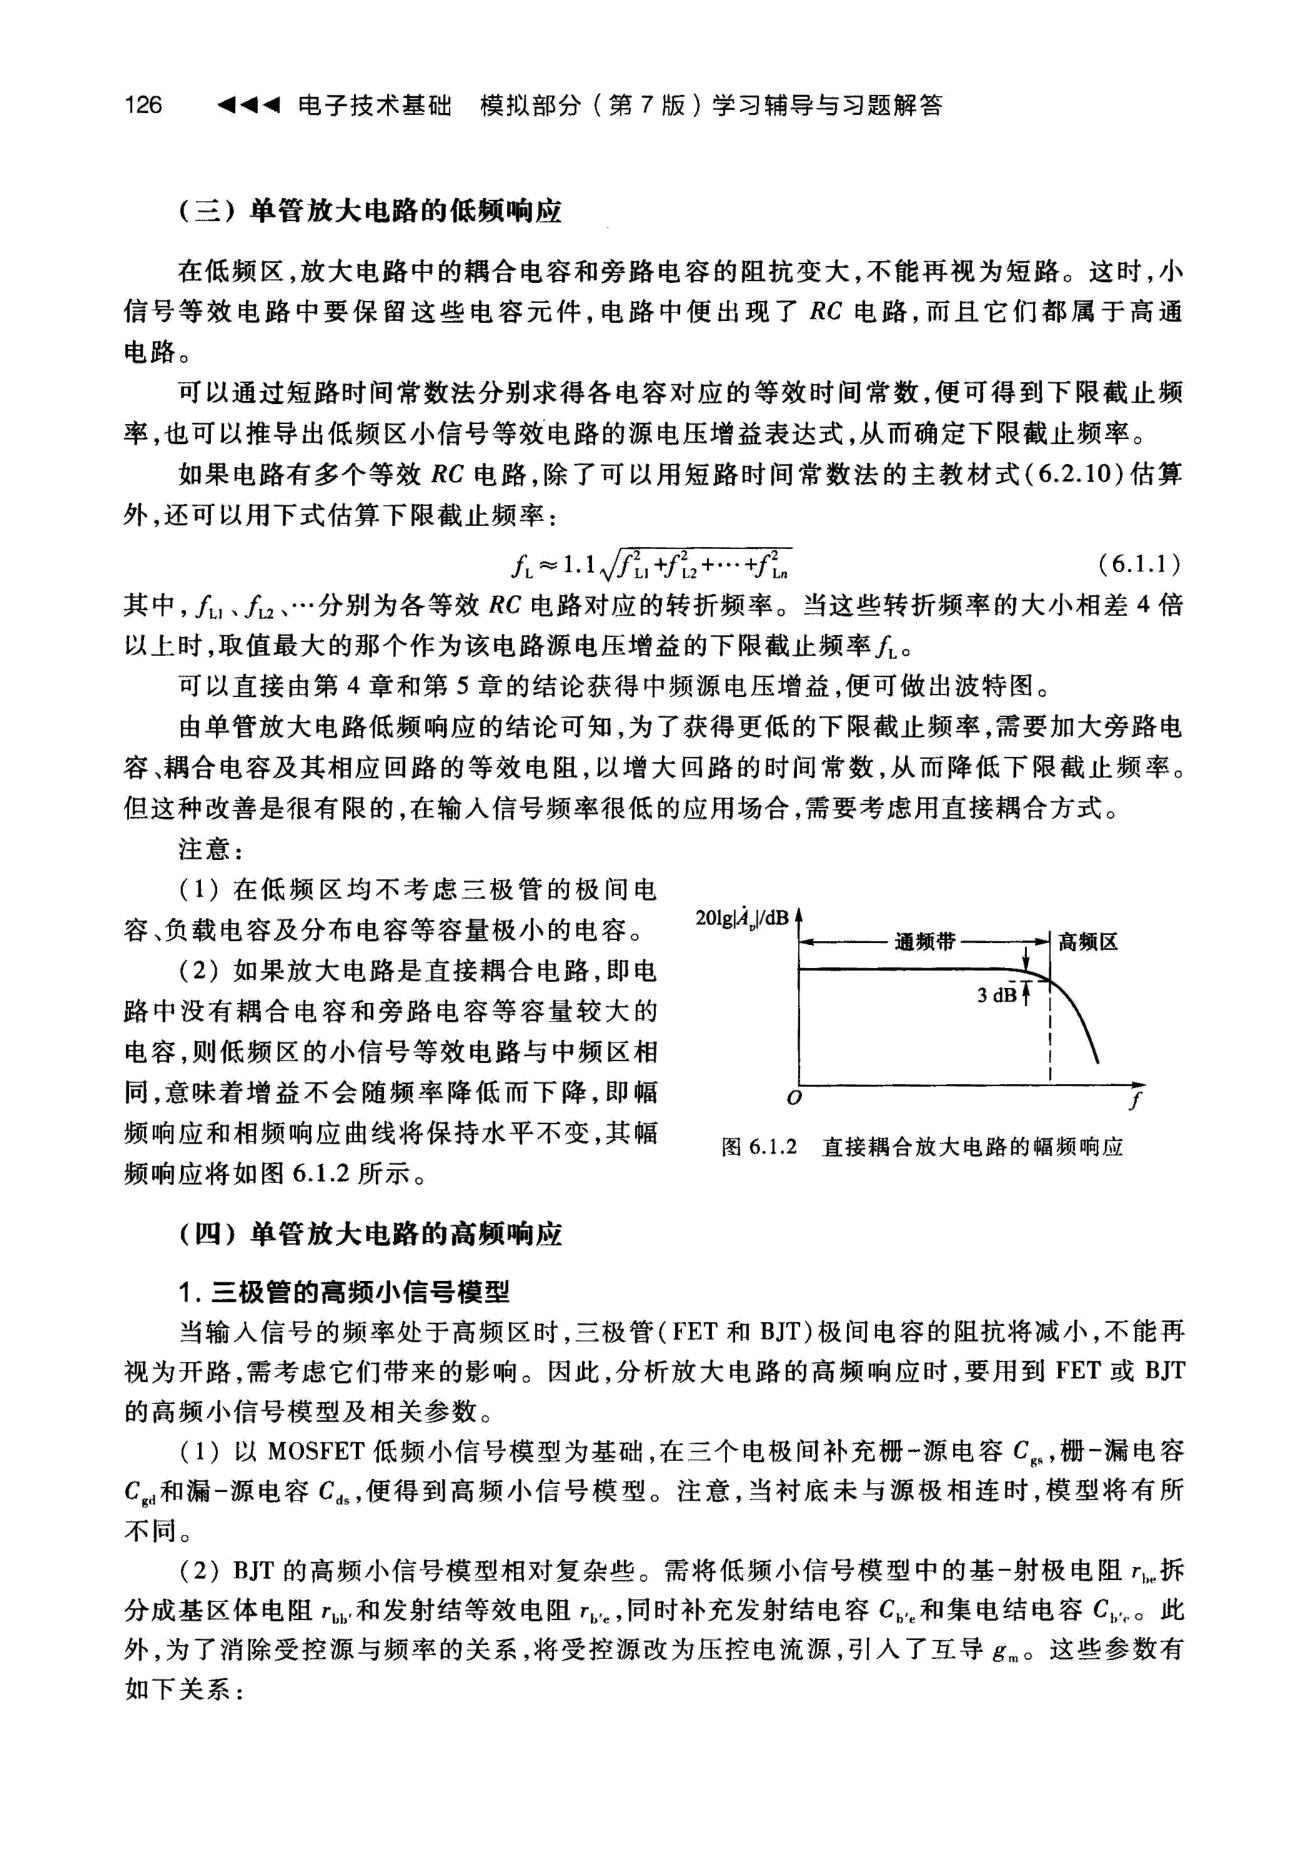 126 ◀◀◀ 电子技术基础 模拟部分(第7版)学习辅导与习题解答
(三) 单管放大电路的低频响应
在低频区,放大电路中的耦合电容和旁路电容的阻抗变大,不能再视为短路。这时,小
信号等效电路中要保留这些电容元件,电路中便出现了 RC 电路,而且它们都属于高通
电路。
可以通过短路时间常数法分别求得各电容对应的等效时间常数,便可得到下限截止频
率,也可以推导出低频区小信号等效电路的源电压增益表达式,从而确定下限截止频率。
如果电路有多个等效 RC 电路,除了可以用短路时间常数法的主教材式(6.2.10)估算
外,还可以用下式估算下限截止频率:
f_L ≈ 1.1√(f²_L1+f²_L2+⋯+f²_Ln) (6.1.1)
其中, f_L1、f_L2、…分别为各等效 RC 电路对应的转折频率。当这些转折频率的大小相差 4 倍
以上时,取值最大的那个作为该电路源电压增益的下限截止频率 f_L。
可以直接由第 4 章和第 5 章的结论获得中频源电压增益,便可做出波特图。
由单管放大电路低频响应的结论可知,为了获得更低的下限截止频率,需要加大旁路电
容、耦合电容及其相应回路的等效电阻,以增大回路的时间常数,从而降低下限截止频率。
但这种改善是很有限的,在输入信号频率很低的应用场合,需要考虑用直接耦合方式。
注意:
(1) 在低频区均不考虑三极管的极间电
容、负载电容及分布电容等容量极小的电容。
(2) 如果放大电路是直接耦合电路,即电
路中没有耦合电容和旁路电容等容量较大的
电容,则低频区的小信号等效电路与中频区相
同,意味着增益不会随频率降低而下降,即幅
频响应和相频响应曲线将保持水平不变,其幅
频响应将如图 6.1.2 所示。
20lg|Ȧ_v|/dB
通频带
高频区
3 dB
O
f
图 6.1.2 直接耦合放大电路的幅频响应
(四) 单管放大电路的高频响应
1. 三极管的高频小信号模型
当输入信号的频率处于高频区时,三极管(FET 和 BJT)极间电容的阻抗将减小,不能再
视为开路,需考虑它们带来的影响。因此,分析放大电路的高频响应时,要用到 FET 或 BJT
的高频小信号模型及相关参数。
(1) 以 MOSFET 低频小信号模型为基础,在三个电极间补充栅-源电容 C_gs,栅-漏电容
C_gd和漏-源电容 C_ds,便得到高频小信号模型。注意,当衬底未与源极相连时,模型将有所
不同。
(2) BJT 的高频小信号模型相对复杂些。需将低频小信号模型中的基-射极电阻 r_be拆
分成基区体电阻 r_bb′和发射结等效电阻 r_b′e,同时补充发射结电容 C_b′e和集电结电容 C_b′c。此
外,为了消除受控源与频率的关系,将受控源改为压控电流源,引入了互导 g_m。这些参数有
如下关系: